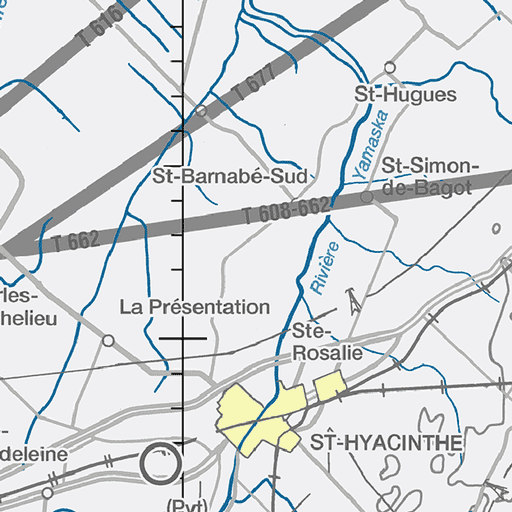 T 616
T 677
St-Hugues
Yamaska
St-Simon-
de-Bagot
St-Barnabé-Sud
T 608-662
T 662
Rivière
rles-
helieu
La Présentation
Ste-
Rosalie
ST-HYACINTHE
deleine
(Pvt)